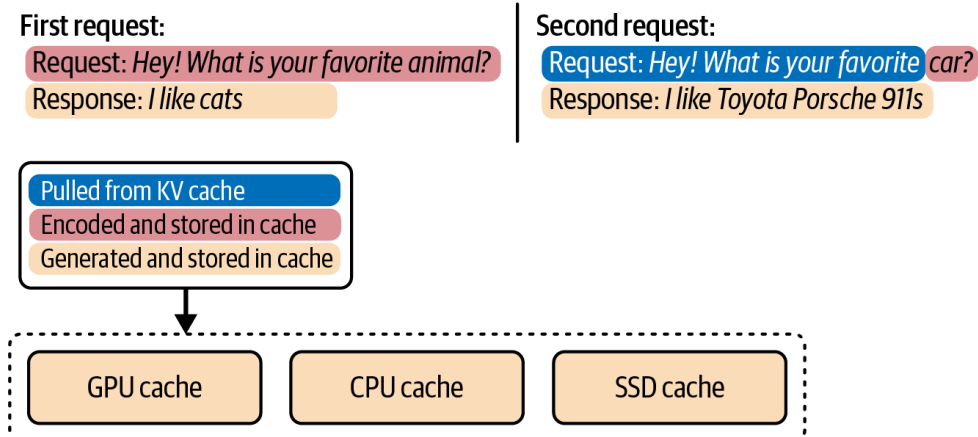 First request:
Request: Hey! What is your favorite animal?
Response: I like cats
Second request:
Request: Hey! What is your favorite car?
Response: I like Toyota Porsche 911s
Pulled from KV cache
Encoded and stored in cache
Generated and stored in cache
GPU cache
CPU cache
SSD cache